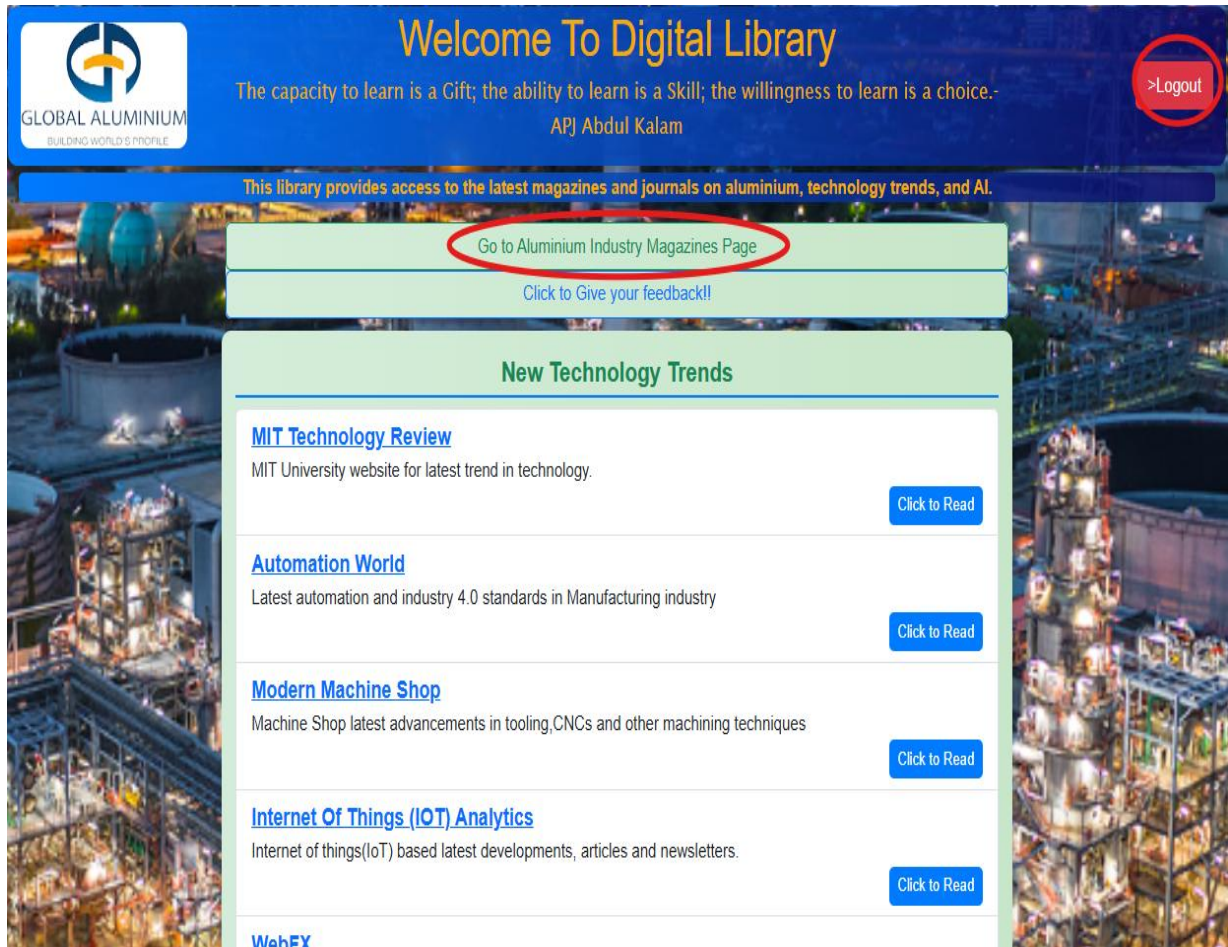 GLOBAL ALUMINIUM
BUILDING WORLD'S PROFILE
Welcome To Digital Library
The capacity to learn is a Gift; the ability to learn is a Skill; the willingness to learn is a choice.-
APJ Abdul Kalam
>Logout
This library provides access to the latest magazines and journals on aluminium, technology trends, and AI.
Go to Aluminium Industry Magazines Page
Click to Give your feedback!!
New Technology Trends
MIT Technology Review
MIT University website for latest trend in technology.
Click to Read
Automation World
Latest automation and industry 4.0 standards in Manufacturing industry
Click to Read
Modern Machine Shop
Machine Shop latest advancements in tooling,CNCs and other machining techniques
Click to Read
Internet Of Things (IOT) Analytics
Internet of things(IoT) based latest developments, articles and newsletters.
Click to Read
WebFX